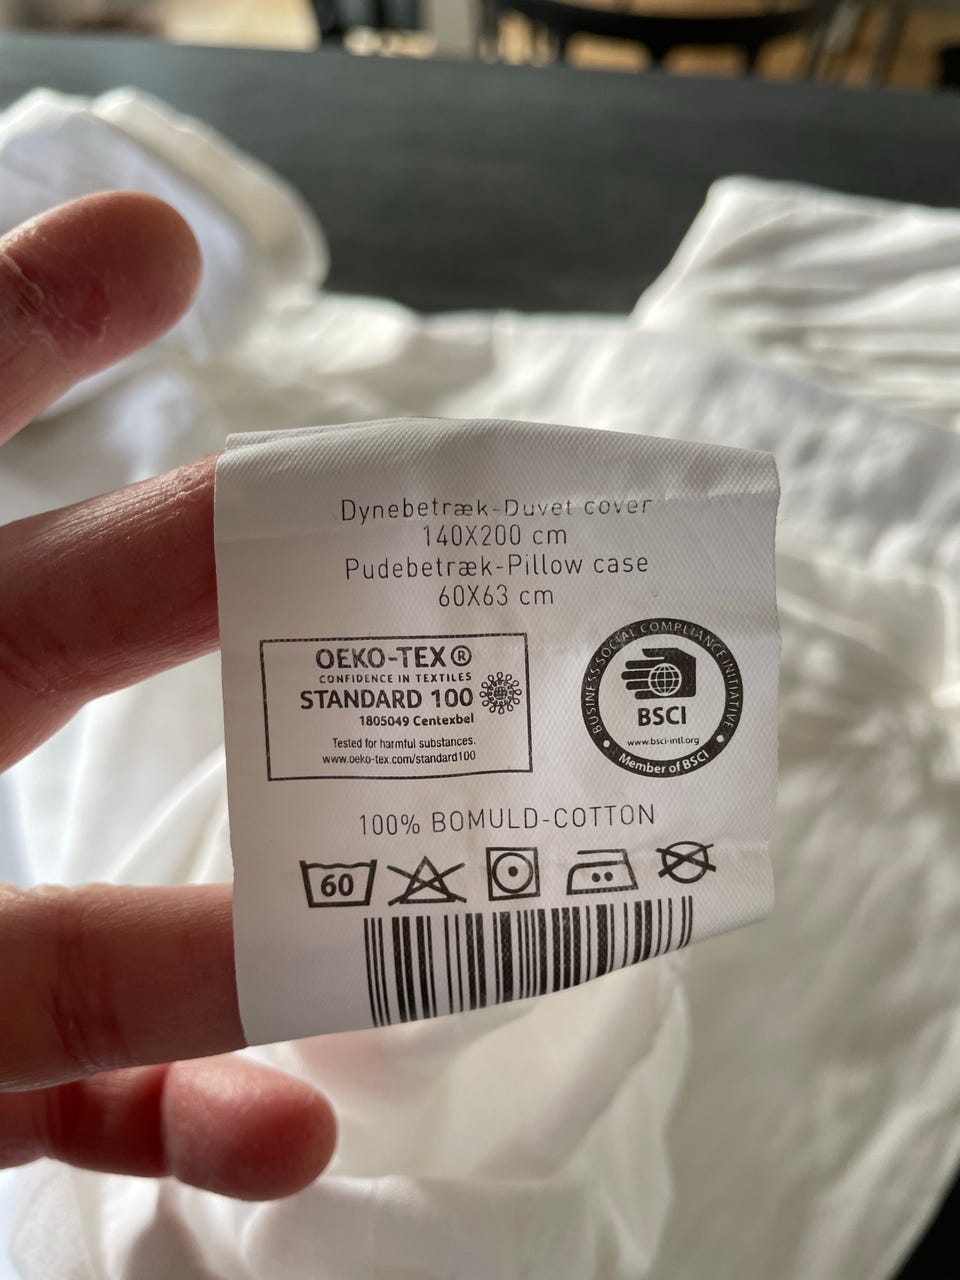 Dynebetræk-Duvet cover
140X200 cm
Pudebetræk-Pillow case
60X63 cm
OEKO-TEX®
CONFIDENCE IN TEXTILES
STANDARD 100
1805049 Centexbel
Tested for harmful substances.
www.oeko-tex.com/standard100
BUSINESS SOCIAL COMPLIANCE INITIATIVE
BSCI
www.bsci-intl.org
Member of BSCI
100% BOMULD-COTTON
60